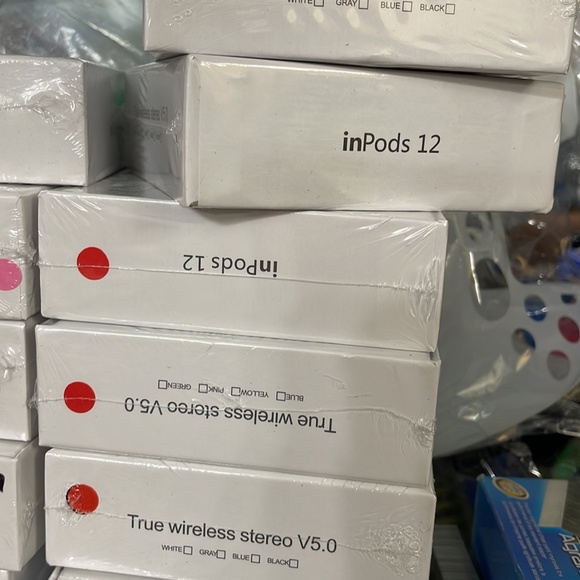 WHITE☐ GRAY☐ BLUE☐ BLACK☐
inPods 12
inPods 12
True wireless stereo V5.0
BLUE☐ YELLOW☐ PINK☐ GREEN☐
True wireless stereo V5.0
WHITE☐ GRAY☐ BLUE☐ BLACK☐